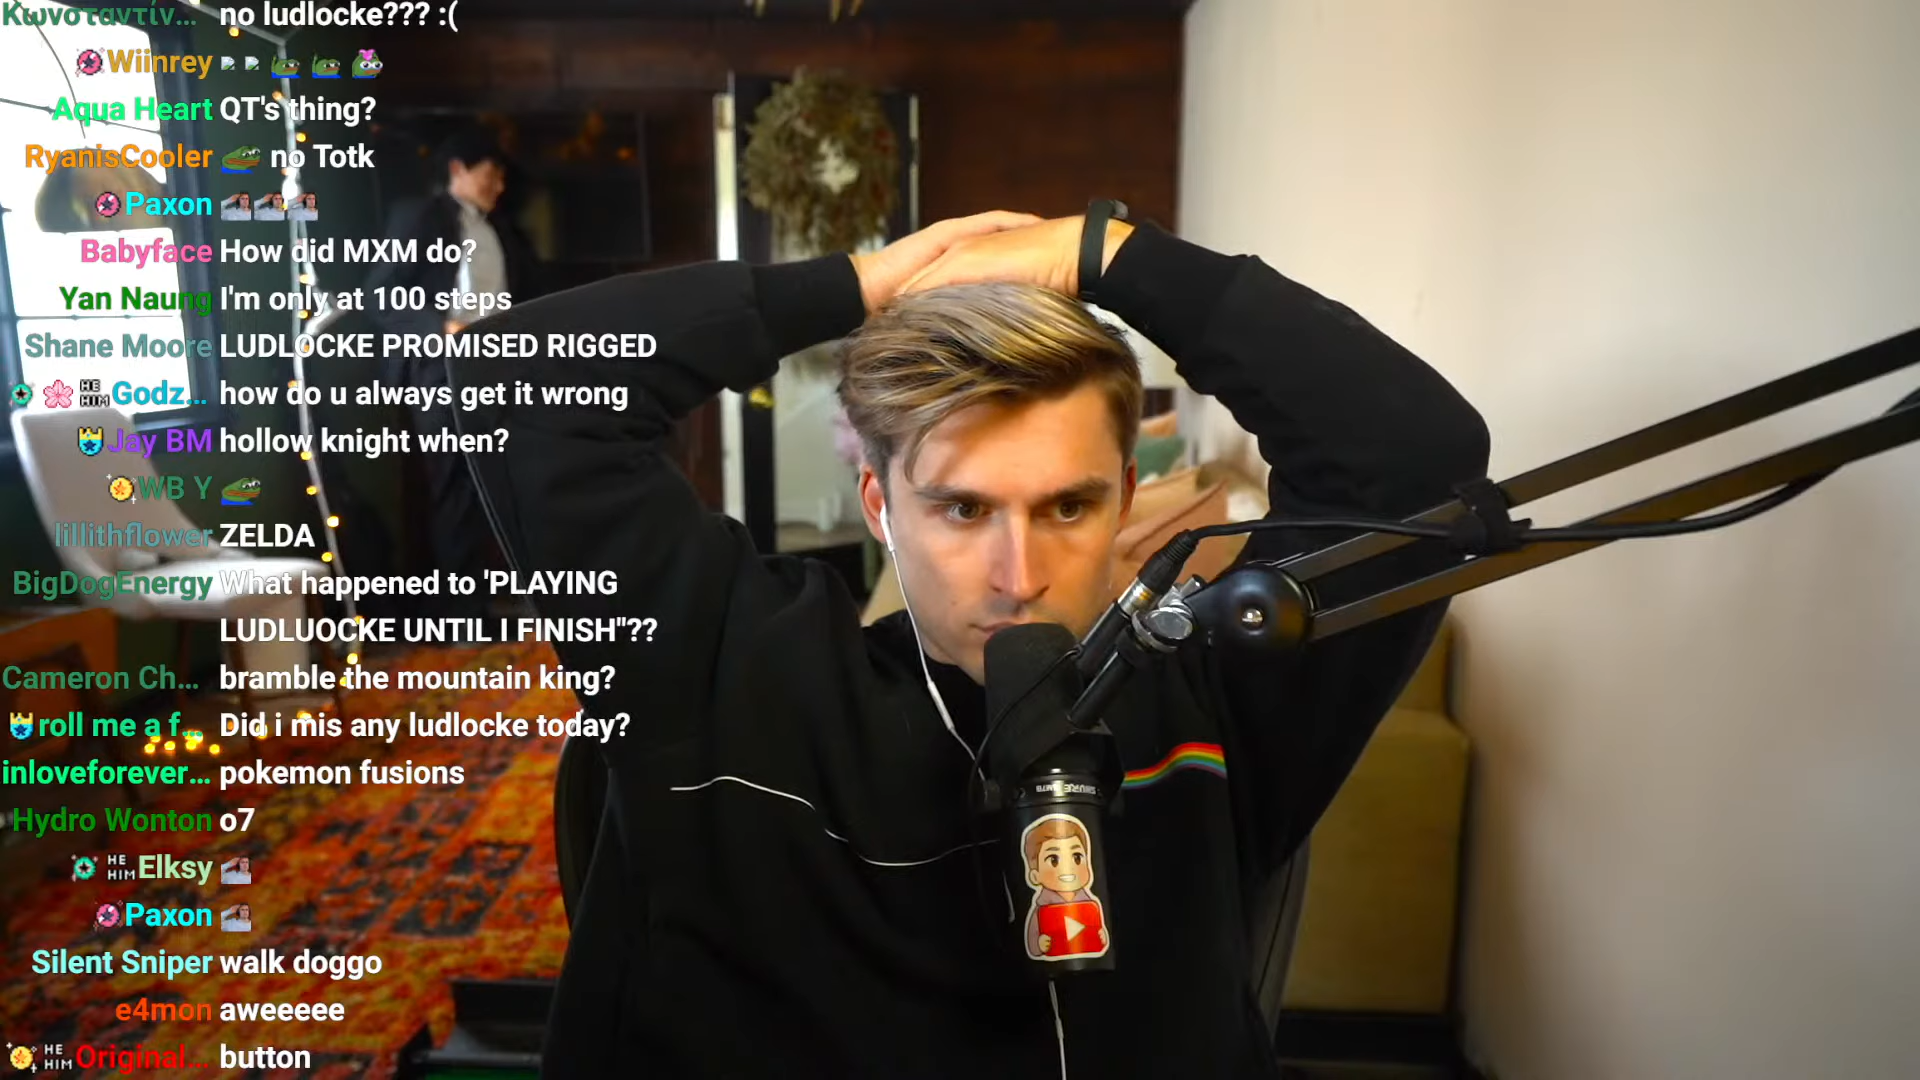 Κωνσταντίν... no ludlocke??? :(
Wiinrey
Aqua Heart QT's thing?
RyanisCooler no Totk
Paxon
Babyface How did MXM do?
Yan Naung I'm only at 100 steps
Shane Moore LUDLOCKE PROMISED RIGGED
HE HIM Godz... how do u always get it wrong
Jay BM hollow knight when?
WB Y
lillithflower ZELDA
BigDogEnergy What happened to 'PLAYING
LUDLUOCKE UNTIL I FINISH"??
Cameron Ch... bramble the mountain king?
roll me a f... Did i mis any ludlocke today?
inloveforever... pokemon fusions
Hydro Wonton o7
HE HIM Elksy
Paxon
Silent Sniper walk doggo
e4mon aweeeee
HE HIM Original... button
SHURE